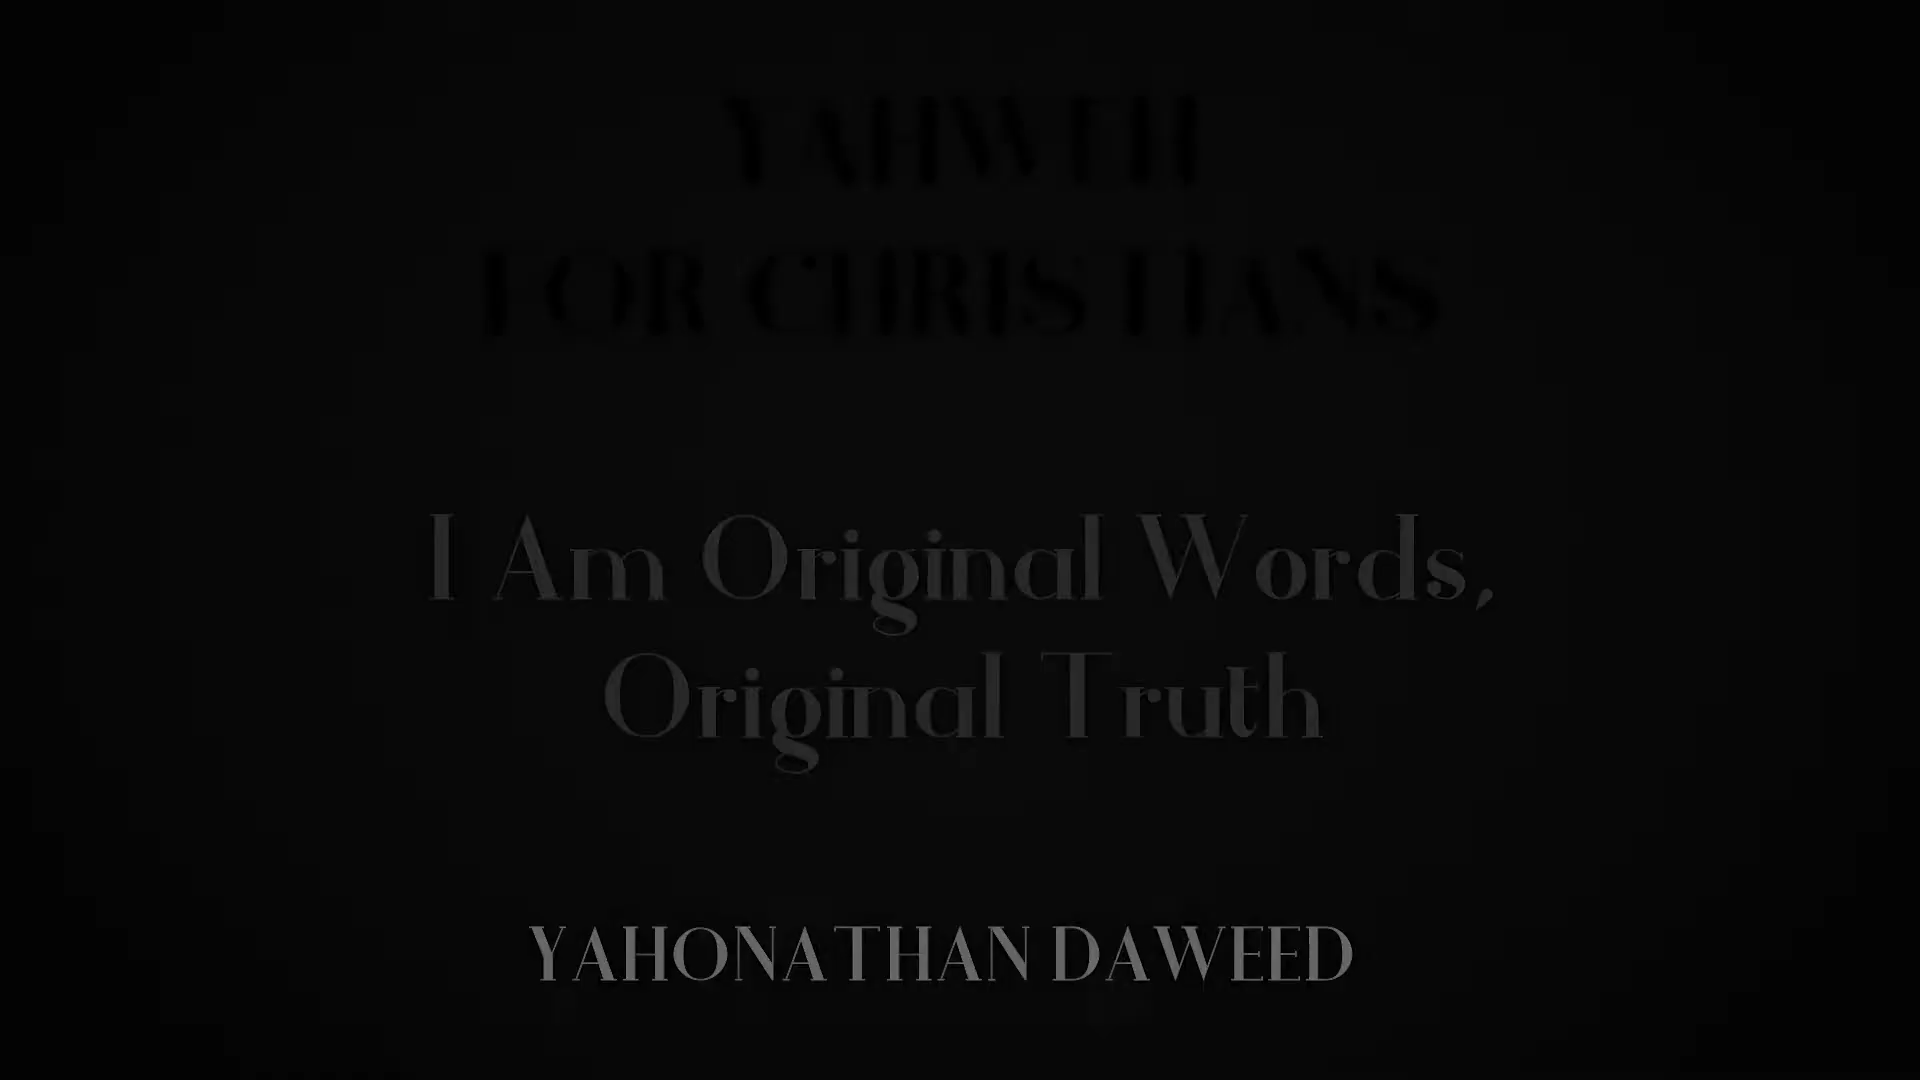 YAHWEH
FOR CHRISTIANS
I Am Original Words,
Original Truth
YAHONATHAN DAWEED